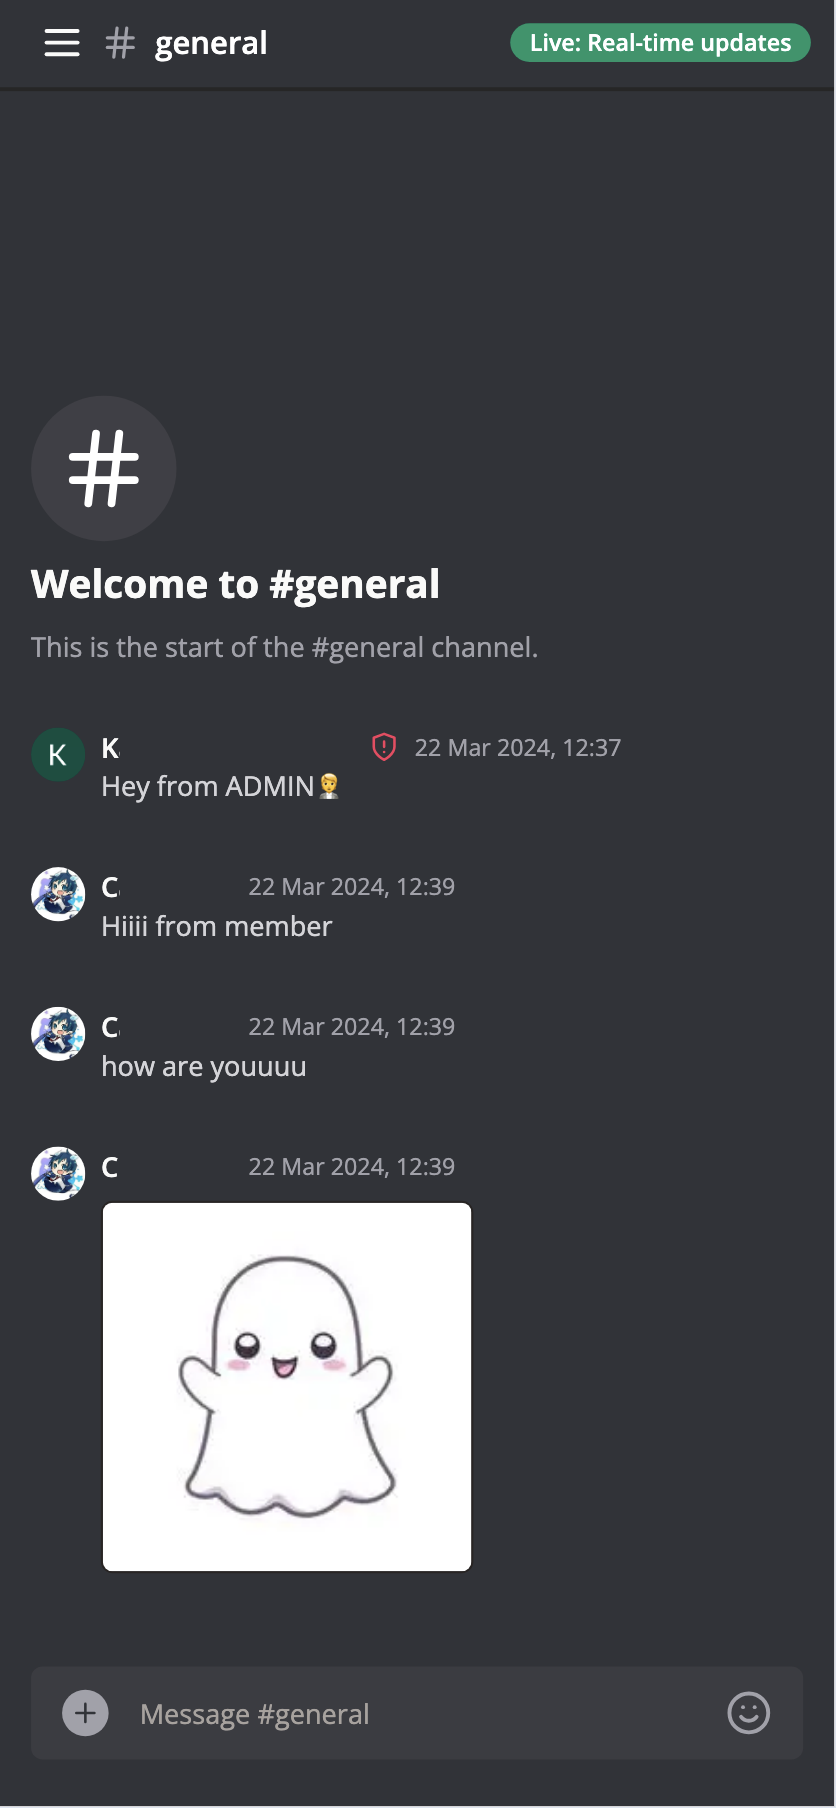 # general
Live: Real-time updates
#
Welcome to #general
This is the start of the #general channel.
K
K
22 Mar 2024, 12:37
Hey from ADMIN🤵
C
22 Mar 2024, 12:39
Hiiii from member
C
22 Mar 2024, 12:39
how are youuuu
C
22 Mar 2024, 12:39
Message #general